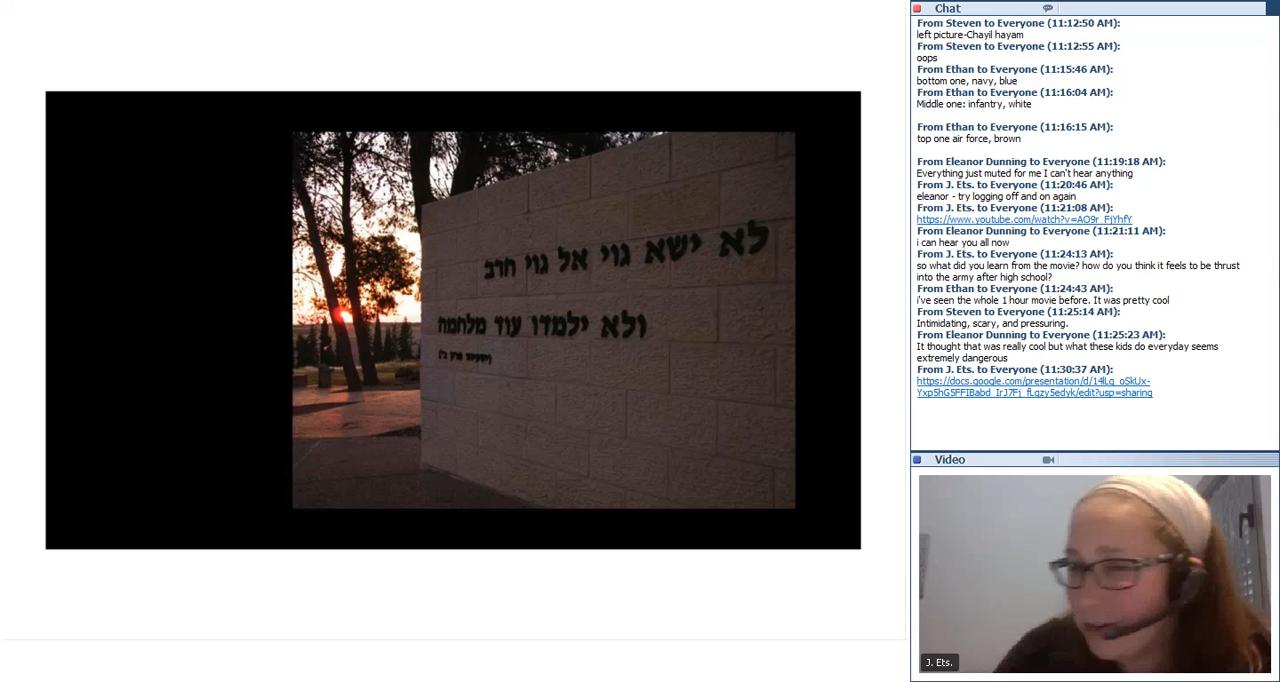 לא ישא גוי אל גוי חרב
ולא ילמדו עוד מלחמה
Chat
From Steven to Everyone (11:12:50 AM):
left picture-Chayil hayam
From Steven to Everyone (11:12:55 AM):
oops
From Ethan to Everyone (11:15:46 AM):
bottom one, navy, blue
From Ethan to Everyone (11:16:04 AM):
Middle one: infantry, white
From Ethan to Everyone (11:16:15 AM):
top one air force, brown
From Eleanor Dunning to Everyone (11:19:18 AM):
Everything just muted for me I can't hear anything
From J. Ets. to Everyone (11:20:46 AM):
eleanor - try logging off and on again
From J. Ets. to Everyone (11:21:08 AM):
https://www.youtube.com/watch?v=AO9r_FjYhfY
From Eleanor Dunning to Everyone (11:21:11 AM):
i can hear you all now
From J. Ets. to Everyone (11:24:13 AM):
so what did you learn from the movie? how do you think it feels to be thrust
into the army after high school?
From Ethan to Everyone (11:24:43 AM):
i've seen the whole 1 hour movie before. It was pretty cool
From Steven to Everyone (11:25:14 AM):
Intimidating, scary, and pressuring.
From Eleanor Dunning to Everyone (11:25:23 AM):
It thought that was really cool but what these kids do everyday seems
extremely dangerous
From J. Ets. to Everyone (11:30:37 AM):
Video
J. Ets.